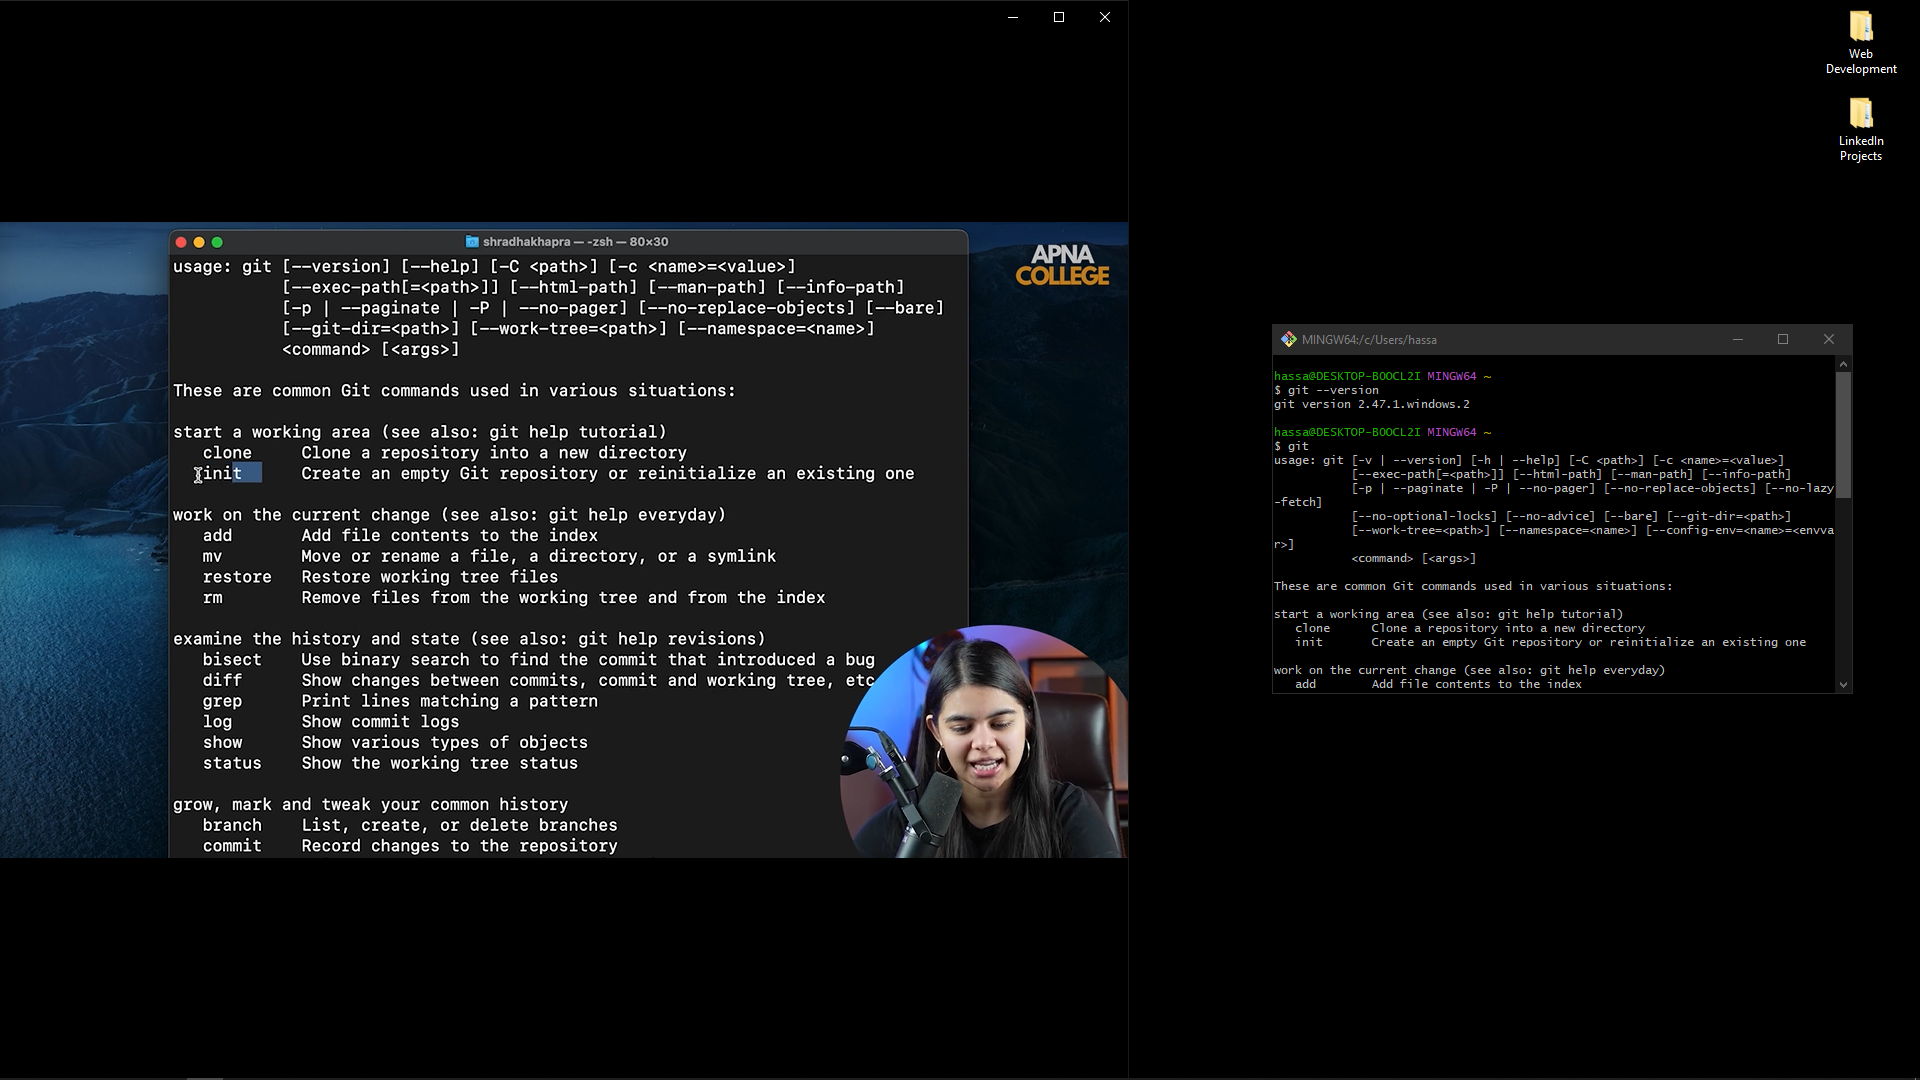 shradhakhapra — -zsh — 80×30
usage: git [--version] [--help] [-C <path>] [-c <name>=<value>]
[--exec-path[=<path>]] [--html-path] [--man-path] [--info-path]
[-p | --paginate | -P | --no-pager] [--no-replace-objects] [--bare]
[--git-dir=<path>] [--work-tree=<path>] [--namespace=<name>]
<command> [<args>]
These are common Git commands used in various situations:
start a working area (see also: git help tutorial)
clone Clone a repository into a new directory
init Create an empty Git repository or reinitialize an existing one
work on the current change (see also: git help everyday)
add Add file contents to the index
mv Move or rename a file, a directory, or a symlink
restore Restore working tree files
rm Remove files from the working tree and from the index
examine the history and state (see also: git help revisions)
bisect Use binary search to find the commit that introduced a bug
diff Show changes between commits, commit and working tree, etc
grep Print lines matching a pattern
log Show commit logs
show Show various types of objects
status Show the working tree status
grow, mark and tweak your common history
branch List, create, or delete branches
commit Record changes to the repository
APNA
COLLEGE
MINGW64:/c/Users/hassa
hassa@DESKTOP-BOOCL2I MINGW64 ~
$ git --version
git version 2.47.1.windows.2
hassa@DESKTOP-BOOCL2I MINGW64 ~
$ git
usage: git [-v | --version] [-h | --help] [-C <path>] [-c <name>=<value>]
[--exec-path[=<path>]] [--html-path] [--man-path] [--info-path]
[-p | --paginate | -P | --no-pager] [--no-replace-objects] [--no-lazy
-fetch]
[--no-optional-locks] [--no-advice] [--bare] [--git-dir=<path>]
[--work-tree=<path>] [--namespace=<name>] [--config-env=<name>=<envva
r>]
<command> [<args>]
These are common Git commands used in various situations:
start a working area (see also: git help tutorial)
clone Clone a repository into a new directory
init Create an empty Git repository or reinitialize an existing one
work on the current change (see also: git help everyday)
add Add file contents to the index
Web
Development
LinkedIn
Projects